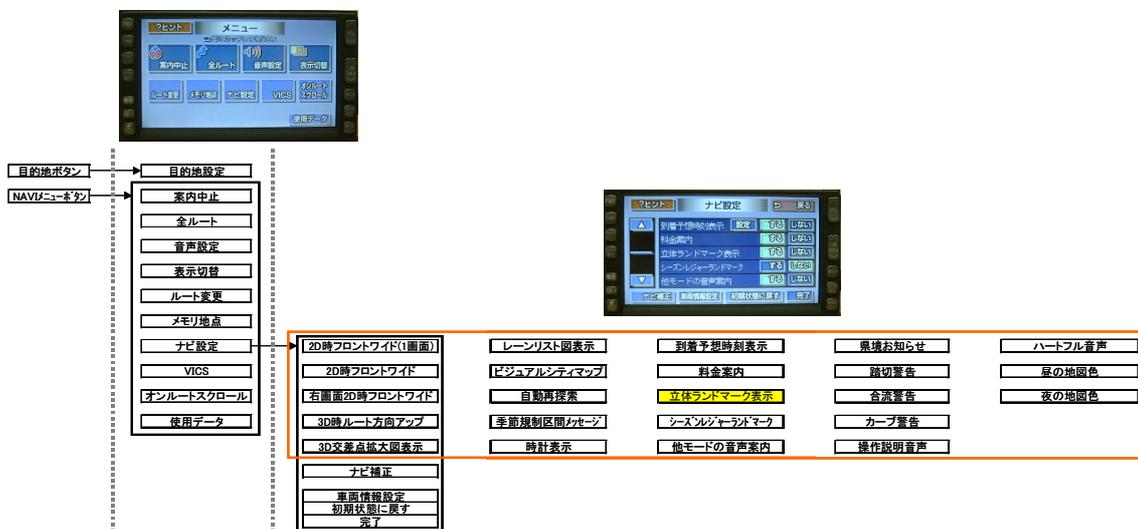 ?ヒント
メニュー
案内中止
全ルート
音声設定
表示切替
ルート変更
メモリ地点
ナビ設定
VICS
オンルート
スクロール
使用データ
目的地ボタン
目的地設定
NAVIメニューボタン
案内中止
全ルート
音声設定
表示切替
ルート変更
メモリ地点
ナビ設定
VICS
オンルートスクロール
使用データ
?ヒント
ナビ設定
戻る
到着予想時刻表示 設定 する しない
料金案内 する しない
立体ランドマーク表示 する しない
シーズンレジャーランドマーク する しない
他モードの音声案内 する しない
ナビ補正 車両情報設定 初期状態に戻す 完了
2D時フロントワイド(1画面)
2D時フロントワイド
右画面2D時フロントワイド
3D時ルート方向アップ
3D交差点拡大図表示
ナビ補正
車両情報設定
初期状態に戻す
完了
レーンリスト図表示
ビジュアルシティマップ
自動再探索
季節規制区間メッセージ
時計表示
到着予想時刻表示
料金案内
立体ランドマーク表示
シーズンレジャーランドマーク
他モードの音声案内
県境お知らせ
踏切警告
合流警告
カーブ警告
操作説明音声
ハートフル音声
昼の地図色
夜の地図色